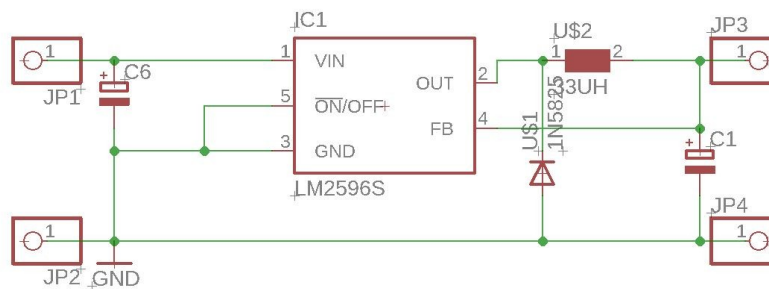 IC1
U$2
JP3
1
C6
1
VIN
OUT
2
1
2
1
JP1
5
ON/OFF
33UH
FB
4
U$1
1N5825
C1
3
GND
LM2596S
JP4
1
1
JP2
GND